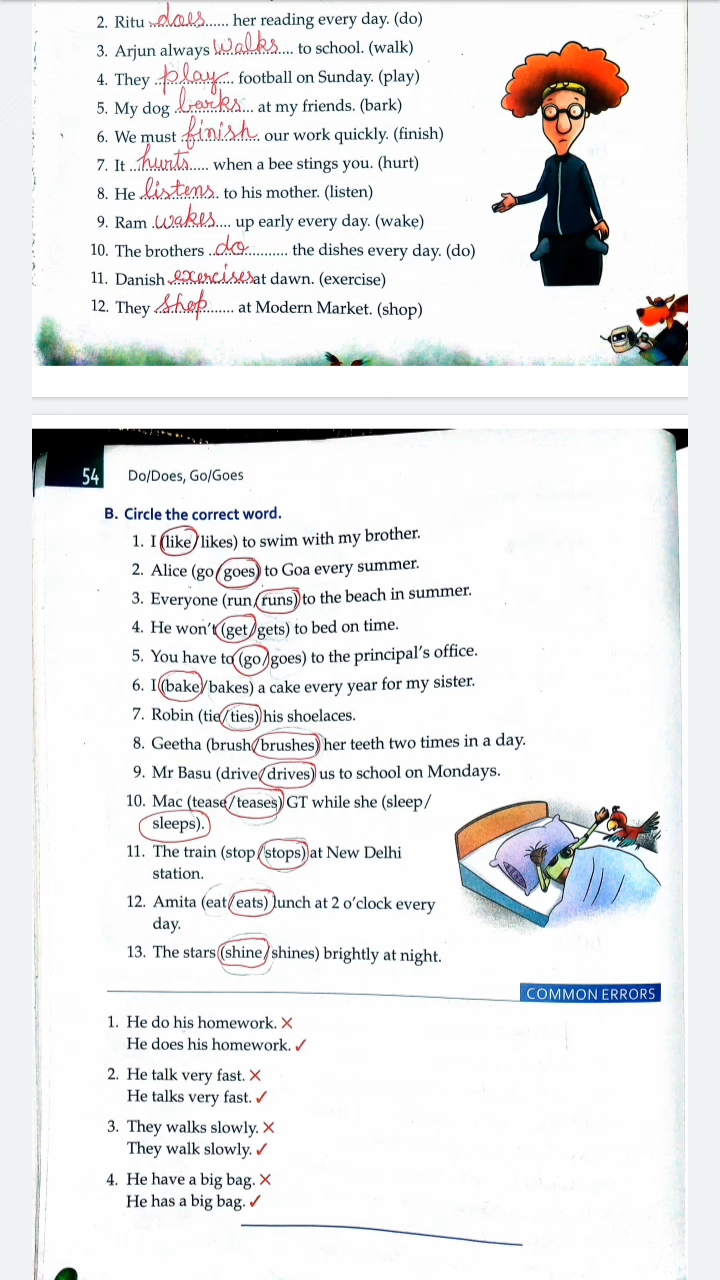 2. Ritu ...does...... her reading every day. (do)
3. Arjun always walks.... to school. (walk)
4. They ..play... football on Sunday. (play)
5. My dog .barks... at my friends. (bark)
6. We must .finish. our work quickly. (finish)
7. It ...hurts..... when a bee stings you. (hurt)
8. He listens. to his mother. (listen)
9. Ram .wakes.... up early every day. (wake)
10. The brothers ..do........... the dishes every day. (do)
11. Danish .exercises at dawn. (exercise)
12. They .shop...... at Modern Market. (shop)
54 Do/Does, Go/Goes
B. Circle the correct word.
1. I (like/likes) to swim with my brother.
2. Alice (go/goes) to Goa every summer.
3. Everyone (run/runs) to the beach in summer.
4. He won't (get/gets) to bed on time.
5. You have to (go/goes) to the principal's office.
6. I (bake/bakes) a cake every year for my sister.
7. Robin (tie/ties) his shoelaces.
8. Geetha (brush/brushes) her teeth two times in a day.
9. Mr Basu (drive/drives) us to school on Mondays.
10. Mac (tease/teases) GT while she (sleep/
sleeps).
11. The train (stop/stops) at New Delhi
station.
12. Amita (eat/eats) lunch at 2 o'clock every
day.
13. The stars (shine/shines) brightly at night.
COMMON ERRORS
1. He do his homework. ✗
He does his homework. ✓
2. He talk very fast. ✗
He talks very fast. ✓
3. They walks slowly. ✗
They walk slowly. ✓
4. He have a big bag. ✗
He has a big bag. ✓